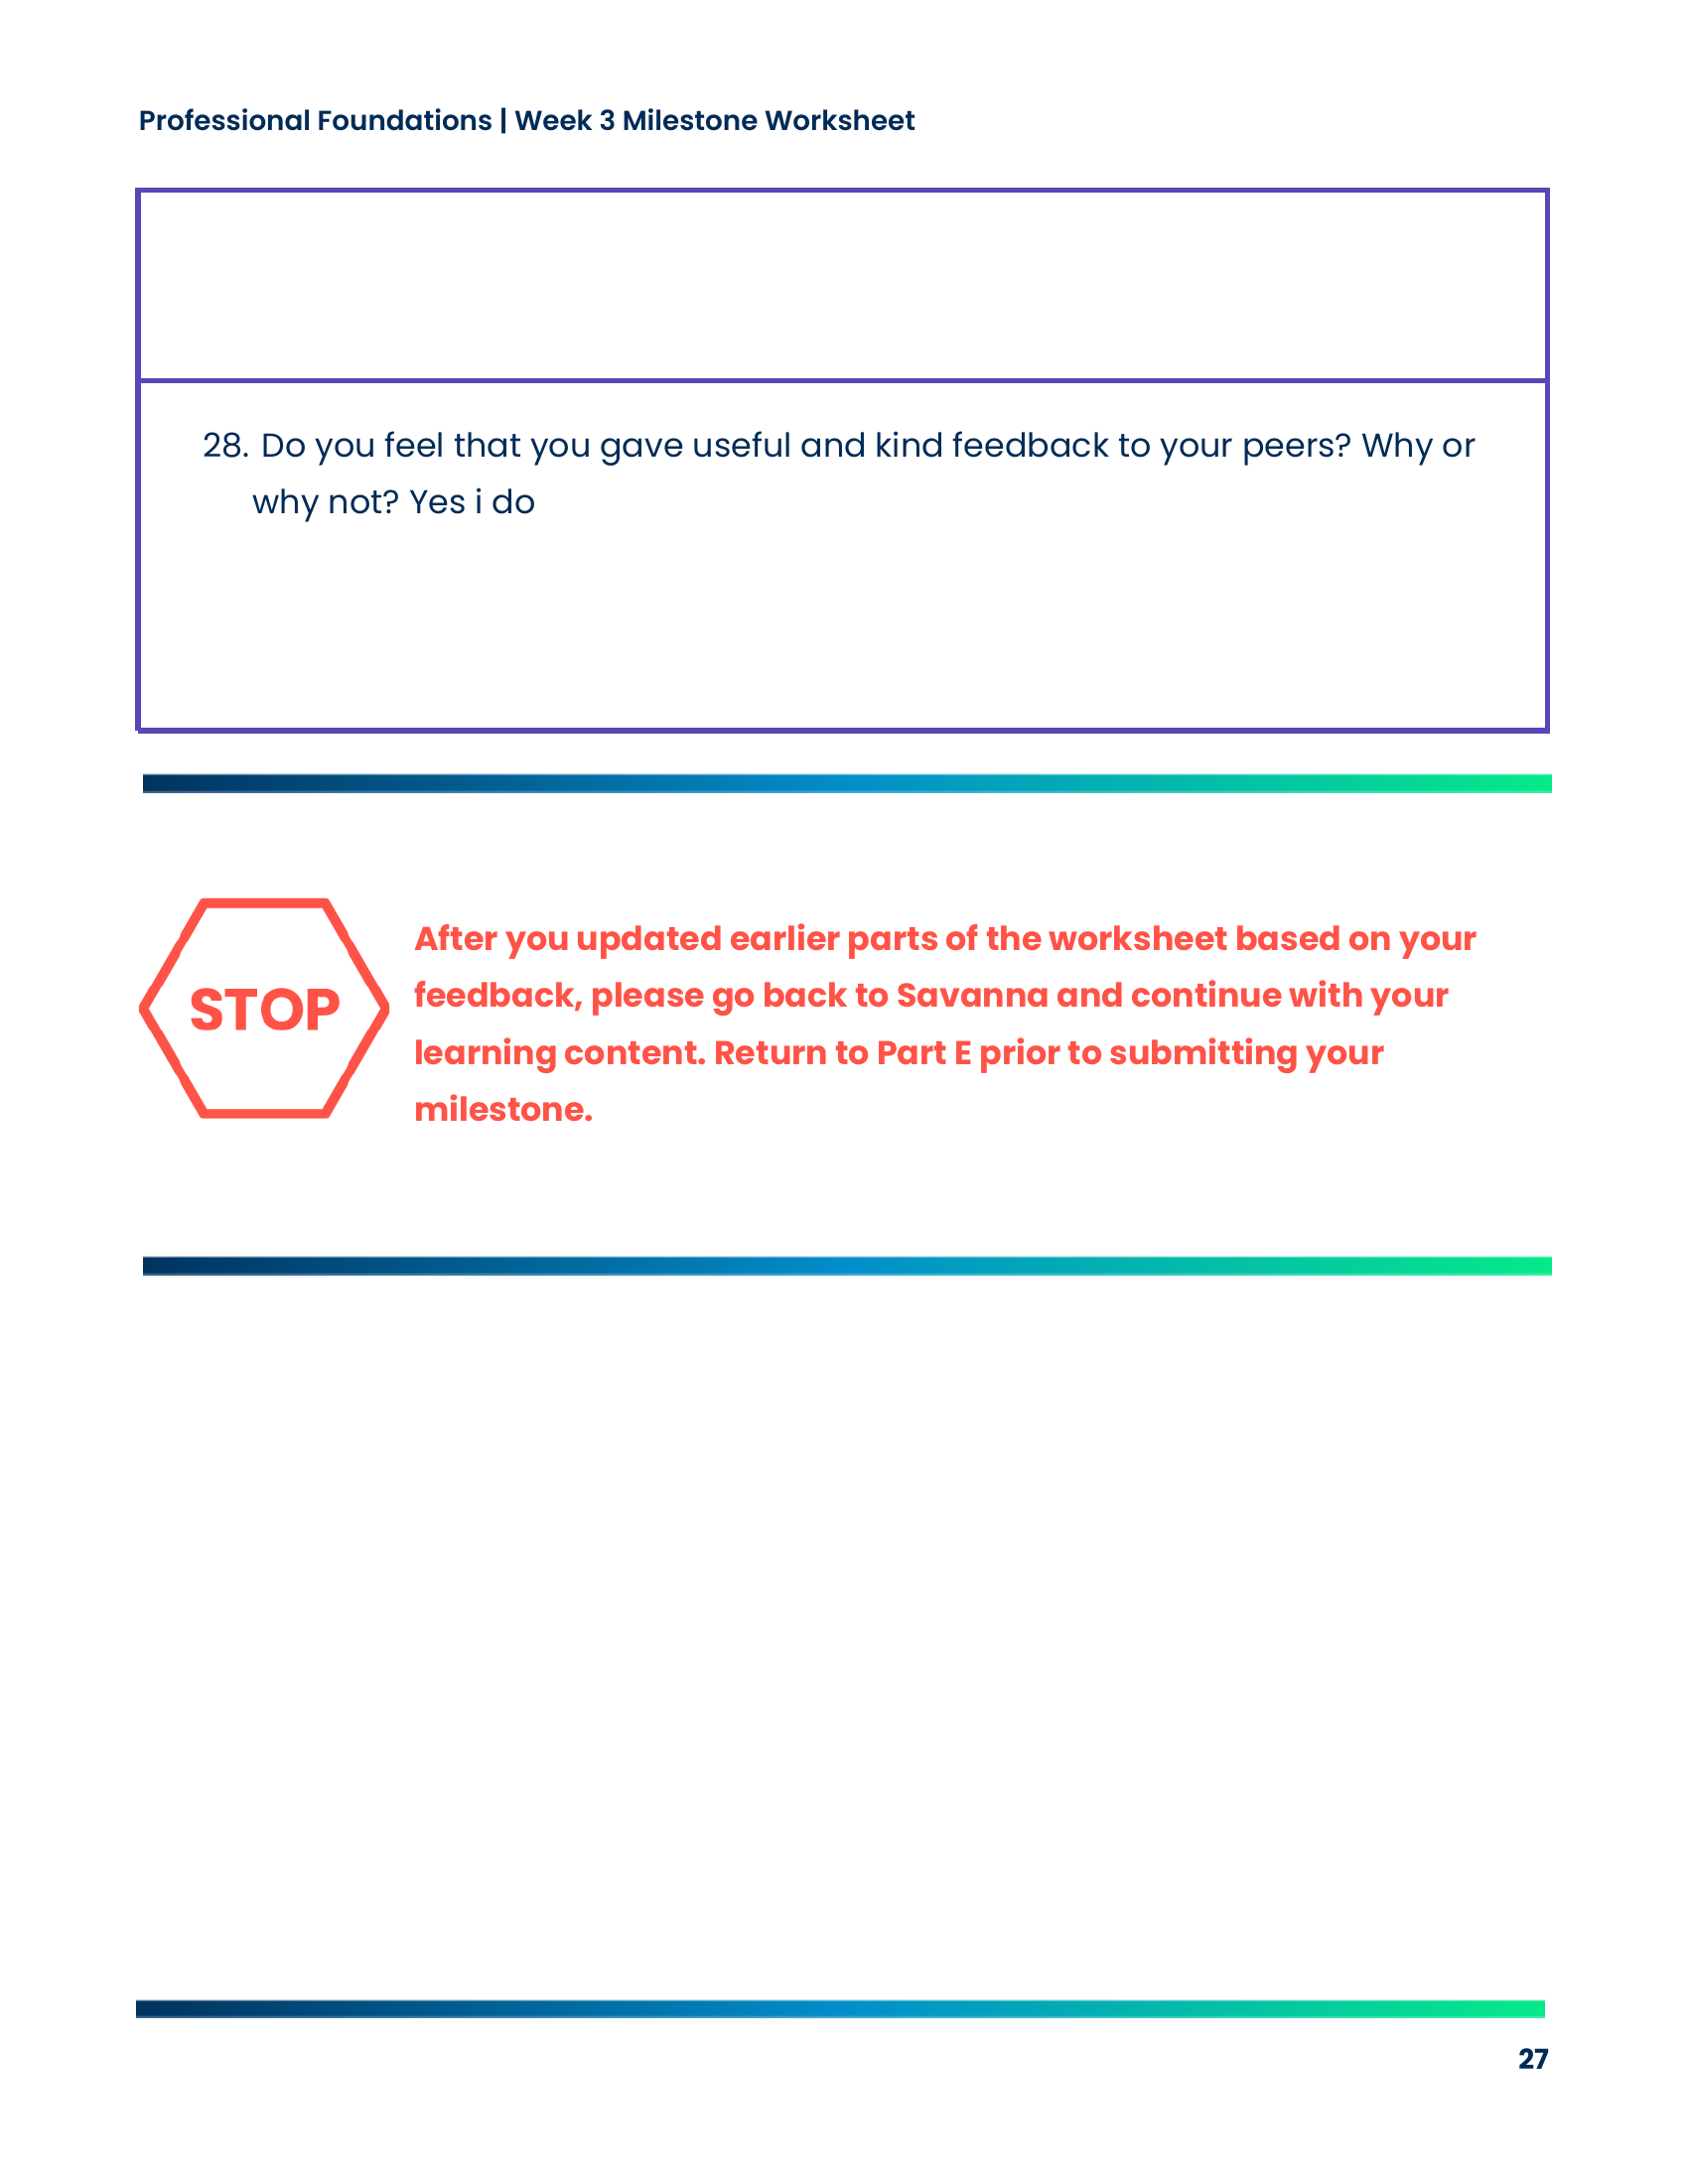 Professional Foundations | Week 3 Milestone Worksheet
28. Do you feel that you gave useful and kind feedback to your peers? Why or
why not? Yes i do
STOP
After you updated earlier parts of the worksheet based on your
feedback, please go back to Savanna and continue with your
learning content. Return to Part E prior to submitting your
milestone.
27